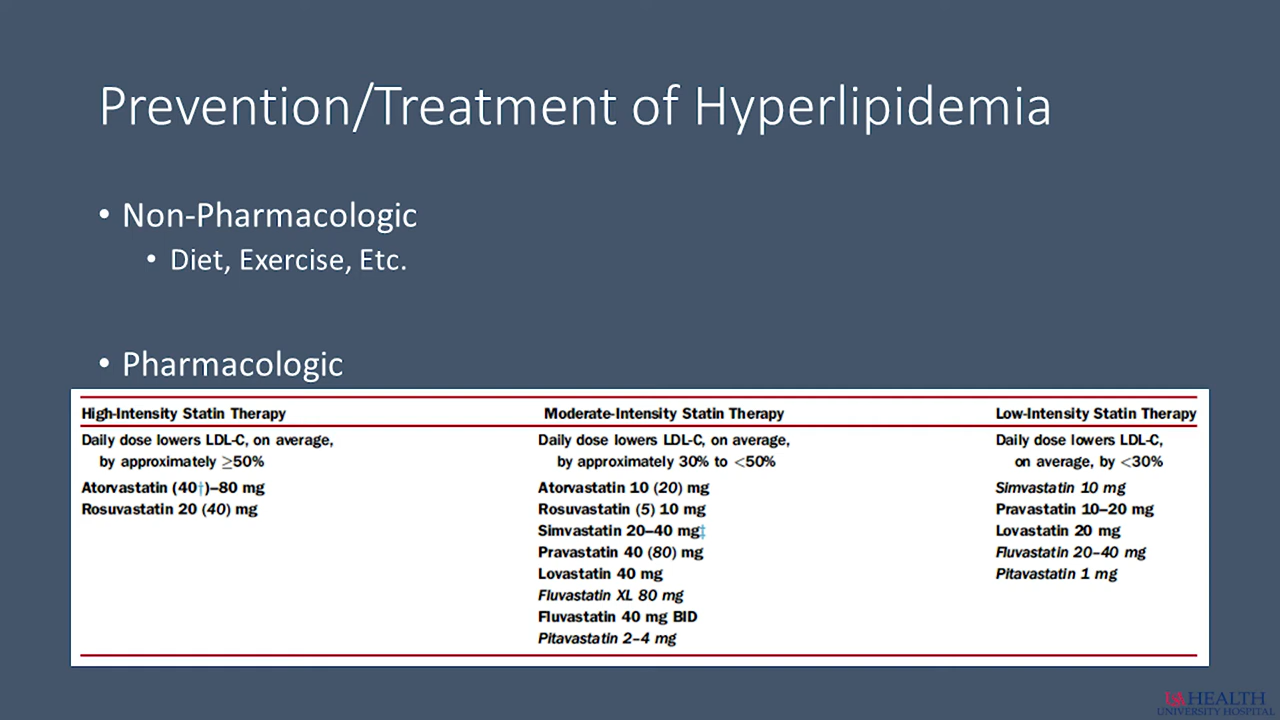 Prevention/Treatment of Hyperlipidemia
• Non-Pharmacologic
• Diet, Exercise, Etc.
• Pharmacologic
High-Intensity Statin Therapy
Daily dose lowers LDL-C, on average,
by approximately ≥50%
Atorvastatin (40†)–80 mg
Rosuvastatin 20 (40) mg
Moderate-Intensity Statin Therapy
Daily dose lowers LDL-C, on average,
by approximately 30% to <50%
Atorvastatin 10 (20) mg
Rosuvastatin (5) 10 mg
Simvastatin 20–40 mg‡
Pravastatin 40 (80) mg
Lovastatin 40 mg
Fluvastatin XL 80 mg
Fluvastatin 40 mg BID
Pitavastatin 2–4 mg
Low-Intensity Statin Therapy
Daily dose lowers LDL-C,
on average, by <30%
Simvastatin 10 mg
Pravastatin 10–20 mg
Lovastatin 20 mg
Fluvastatin 20–40 mg
Pitavastatin 1 mg
HEALTH
UNIVERSITY HOSPITAL